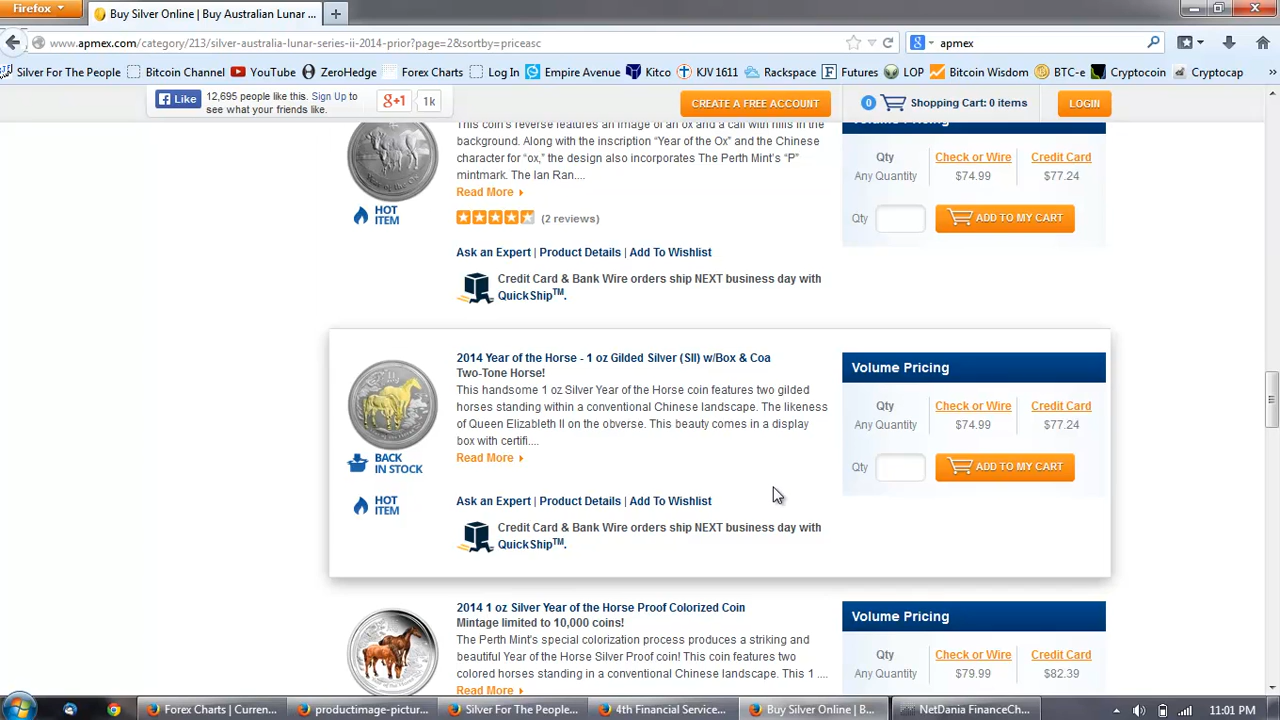 Firefox
Buy Silver Online | Buy Australian Lunar ...
www.apmex.com/category/213/silver-australia-lunar-series-ii-2014-prior?page=2&sortby=priceasc
apmex
Silver For The People
Bitcoin Channel
YouTube
ZeroHedge
Forex Charts
Log In
Empire Avenue
Kitco
KJV 1611
Rackspace
Futures
LOP
Bitcoin Wisdom
BTC-e
Cryptocoin
Cryptocap
Like
12,695 people like this. Sign Up to
see what your friends like.
+1
1k
CREATE A FREE ACCOUNT
0
Shopping Cart: 0 items
LOGIN
This coin's reverse features an image of an ox and a calf with hills in the
background. Along with the inscription "Year of the Ox" and the Chinese
character for "ox," the design also incorporates The Perth Mint's "P"
mintmark. The Ian Ran....
Read More
(2 reviews)
HOT
ITEM
Ask an Expert | Product Details | Add To Wishlist
Credit Card & Bank Wire orders ship NEXT business day with
QuickShip™.
Volume Pricing
Qty Check or Wire Credit Card
Any Quantity $74.99 $77.24
Qty
ADD TO MY CART
2014 Year of the Horse - 1 oz Gilded Silver (SII) w/Box & Coa
Two-Tone Horse!
This handsome 1 oz Silver Year of the Horse coin features two gilded
horses standing within a conventional Chinese landscape. The likeness
of Queen Elizabeth II on the obverse. This beauty comes in a display
box with certifi....
Read More
BACK
IN STOCK
HOT
ITEM
Ask an Expert | Product Details | Add To Wishlist
Credit Card & Bank Wire orders ship NEXT business day with
QuickShip™.
Volume Pricing
Qty Check or Wire Credit Card
Any Quantity $74.99 $77.24
Qty
ADD TO MY CART
2014 1 oz Silver Year of the Horse Proof Colorized Coin
Mintage limited to 10,000 coins!
The Perth Mint's special colorization process produces a striking and
beautiful Year of the Horse Silver Proof coin! This coin features two
colored horses standing in a conventional Chinese landscape. This 1 ....
Read More
Volume Pricing
Qty Check or Wire Credit Card
Any Quantity $79.99 $82.39
Forex Charts | Curren...
productimage-pictur...
Silver For The People...
4th Financial Service...
Buy Silver Online | B...
NetDania FinanceCh...
11:01 PM